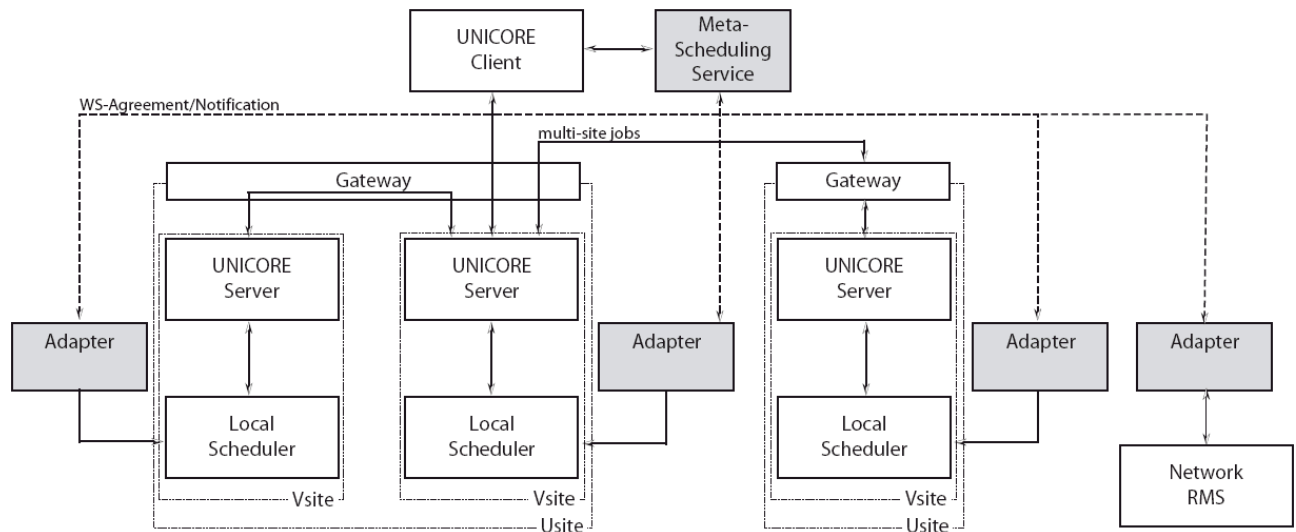 UNICORE
Client
Meta-
Scheduling
Service
WS-Agreement/Notification
multi-site jobs
Gateway
Gateway
UNICORE
Server
UNICORE
Server
UNICORE
Server
Adapter
Adapter
Adapter
Adapter
Local
Scheduler
Local
Scheduler
Local
Scheduler
Network
RMS
Vsite
Vsite
Vsite
Usite
Usite